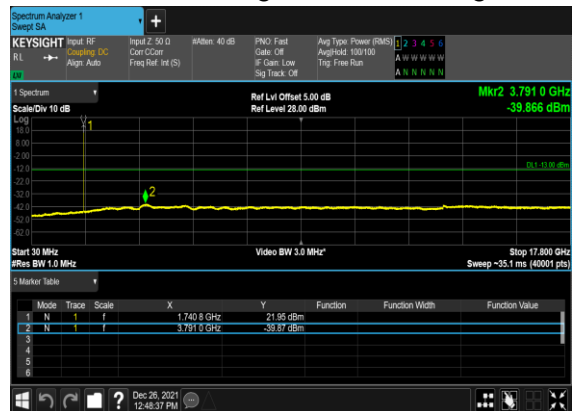 Spectrum Analyzer 1
Swept SA
+
KEYSIGHT Input: RF Input Z: 50 Ω #Atten: 40 dB PNO: Fast Avg Type: Power (RMS) 1 2 3 4 5 6
RL Coupling: DC Corr CCorr Gate: Off Avg|Hold: 100/100 A W W W W W
Align: Auto Freq Ref: Int (S) IF Gain: Low Trig: Free Run
LW Sig Track: Off A N N N N N
1 Spectrum Ref Lvl Offset 5.00 dB Mkr2 3.791 0 GHz
Scale/Div 10 dB Ref Level 28.00 dBm -39.866 dBm
Log
18.0 1
8.00
-2.00
-12.0 DL1 -13.00 dBm
-22.0
-32.0 2
-42.0
-52.0
-62.0
Start 30 MHz Video BW 3.0 MHz* Stop 17.800 GHz
#Res BW 1.0 MHz Sweep ~35.1 ms (40001 pts)
5 Marker Table
Mode Trace Scale X Y Function Function Width Function Value
1 N 1 f 1.740 8 GHz 21.95 dBm
2 N 1 f 3.791 0 GHz -39.87 dBm
3
4
5
6
? Dec 26, 2021
12:48:37 PM